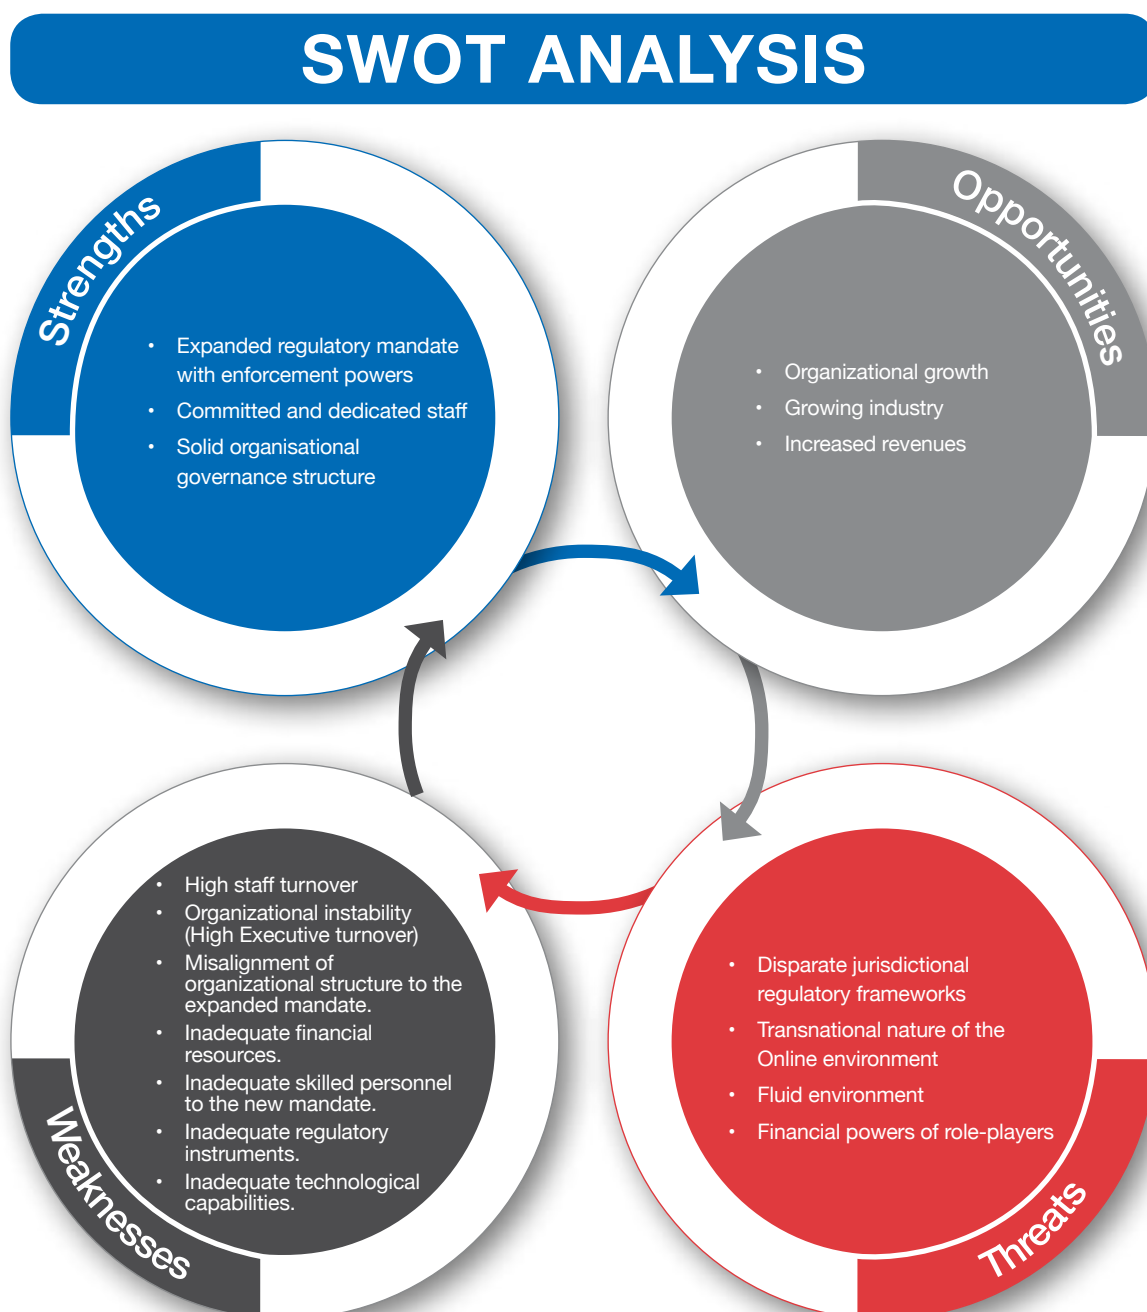 SWOT ANALYSIS
Strengths
• Expanded regulatory mandate
with enforcement powers
• Committed and dedicated staff
• Solid organisational
governance structure
Opportunities
• Organizational growth
• Growing industry
• Increased revenues
Weaknesses
• High staff turnover
• Organizational instability
(High Executive turnover)
• Misalignment of
organizational structure to the
expanded mandate.
• Inadequate financial
resources.
• Inadequate skilled personnel
to the new mandate.
• Inadequate regulatory
instruments.
• Inadequate technological
capabilities.
Threats
• Disparate jurisdictional
regulatory frameworks
• Transnational nature of the
Online environment
• Fluid environment
• Financial powers of role-players